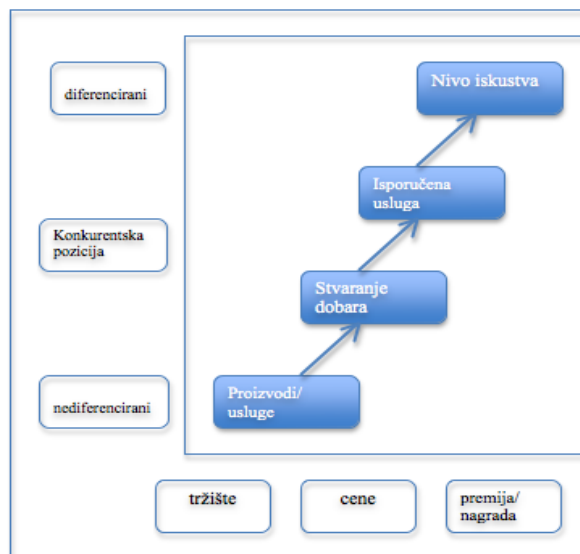 diferencirani
Nivo iskustva
Isporučena
usluga
Konkurentska
pozicija
Stvaranje
dobara
Proizvodi/
usluge
nediferencirani
tržište
cene
premija/
nagrada